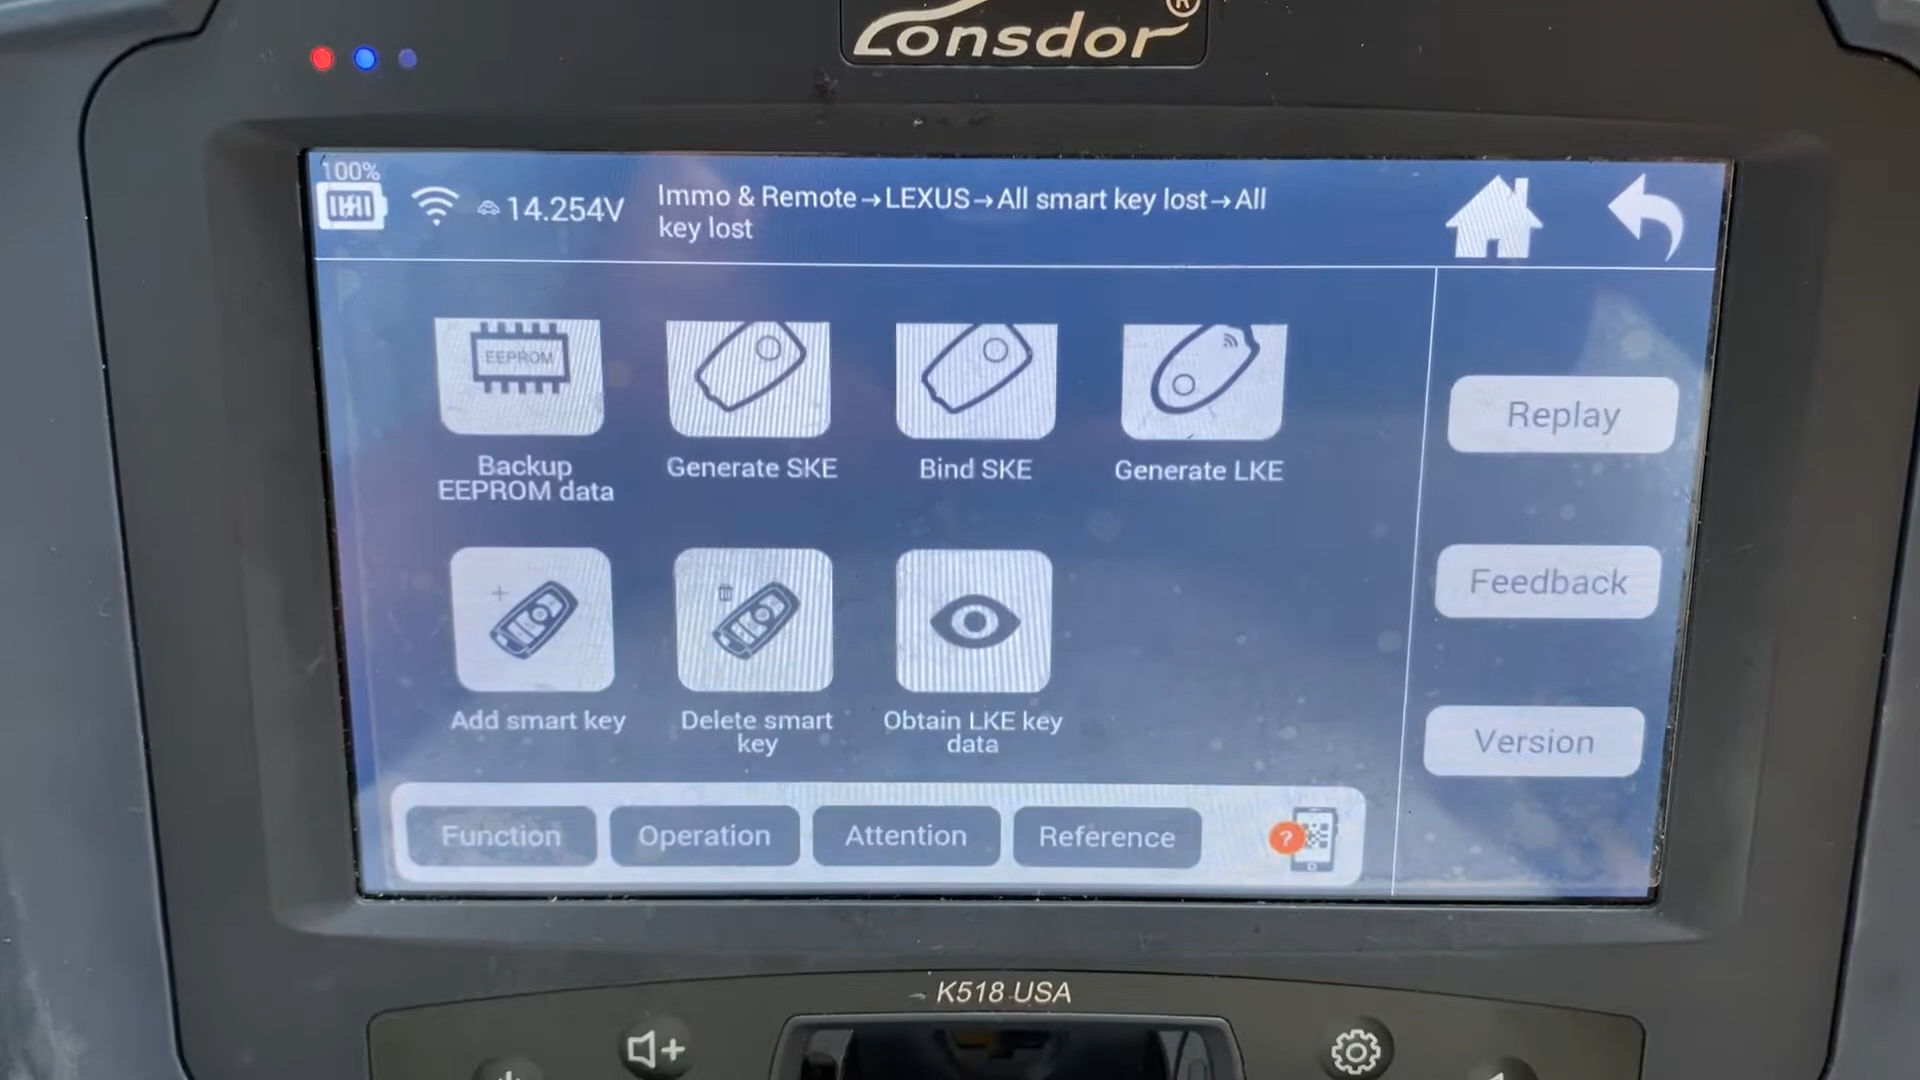 Lonsdor®
100%
14.254V
Immo & Remote→LEXUS→All smart key lost→All
key lost
EEPROM
Backup
EEPROM data
Generate SKE
Bind SKE
Generate LKE
Replay
Feedback
Version
Add smart key
Delete smart
key
Obtain LKE key
data
Function
Operation
Attention
Reference
?
K518 USA